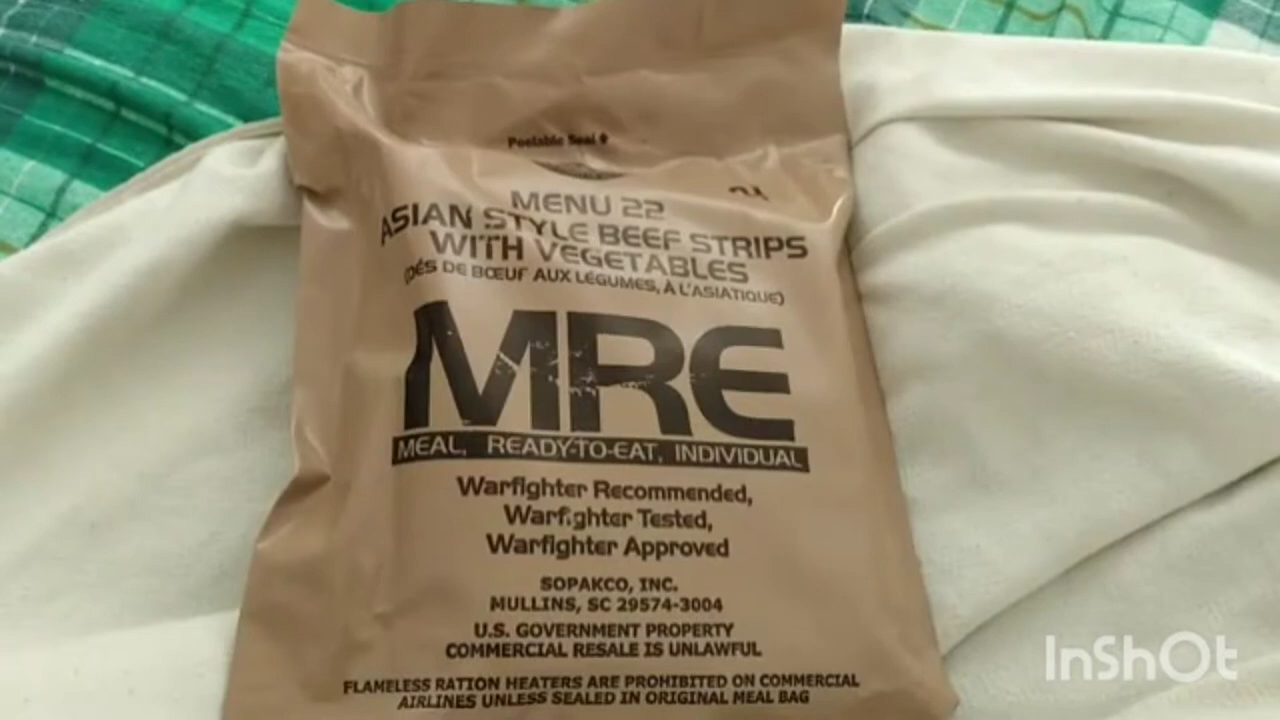 Peelable Seal
MENU 22
ASIAN STYLE BEEF STRIPS
WITH VEGETABLES
(DÉS DE BŒUF AUX LÉGUMES, À L'ASIATIQUE)
MRE
MEAL, READY-TO-EAT, INDIVIDUAL
Warfighter Recommended,
Warfighter Tested,
Warfighter Approved
SOPAKCO, INC.
MULLINS, SC 29574-3004
U.S. GOVERNMENT PROPERTY
COMMERCIAL RESALE IS UNLAWFUL
FLAMELESS RATION HEATERS ARE PROHIBITED ON COMMERCIAL
AIRLINES UNLESS SEALED IN ORIGINAL MEAL BAG
InShOt